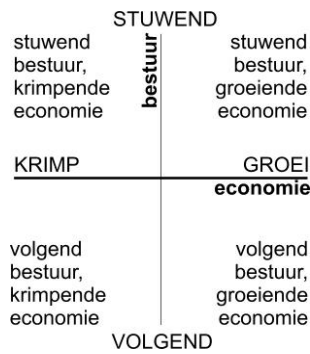 STUWEND
stuwend
bestuur,
krimpende
economie
bestuur
stuwend
bestuur,
groeiende
economie
KRIMP
GROEI
economie
volgend
bestuur,
krimpende
economie
volgend
bestuur,
groeiende
economie
VOLGEND